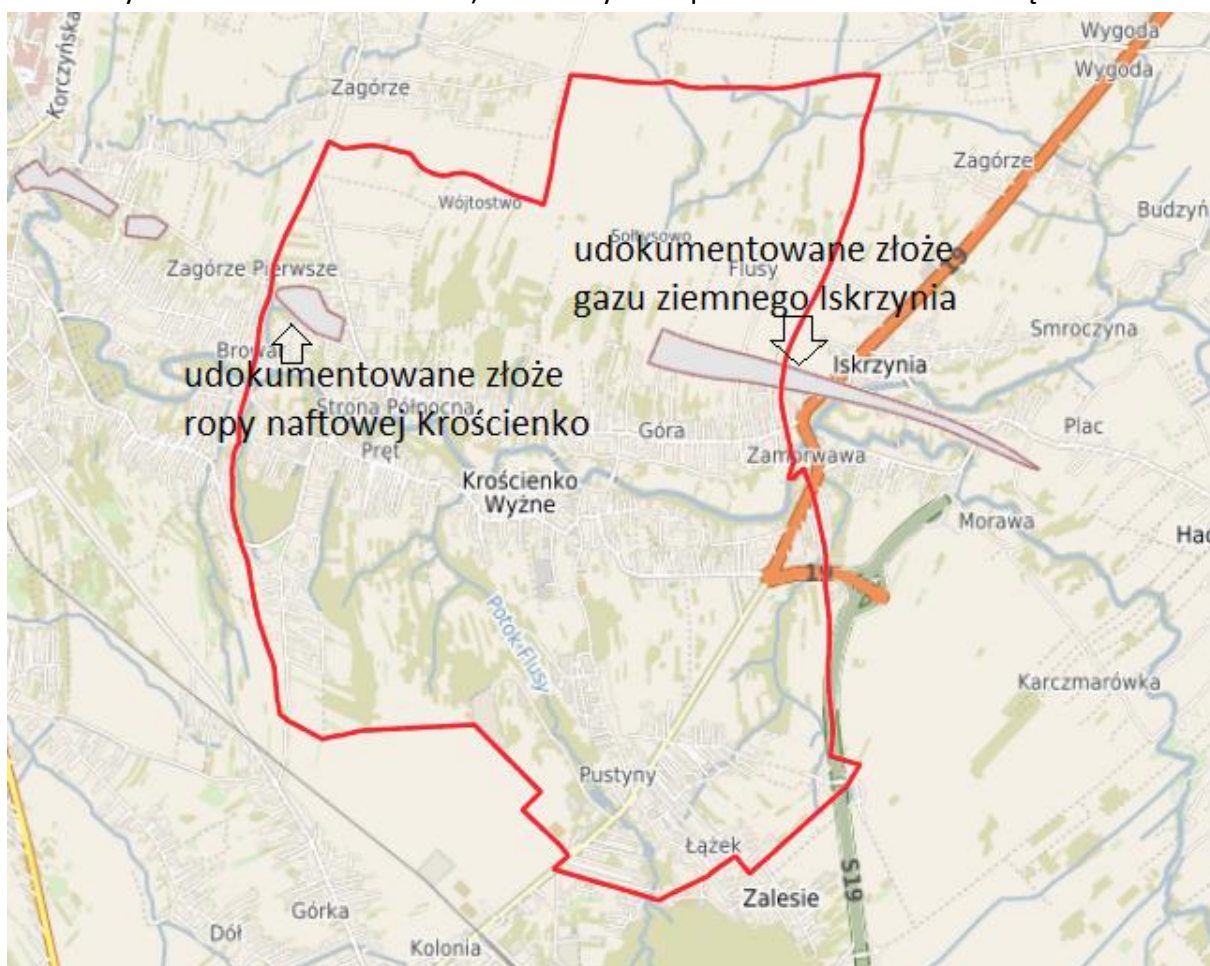 Korczyńska
Zagórze
Wygoda
Wygoda
Zagórze
Budzyń
Wójtostwo
Sołtysowo
udokumentowane złoże
gazu ziemnego Iskrzynia
Flusy
19
Zagórze Pierwsze
Smroczyna
Iskrzynia
udokumentowane złoże
ropy naftowej Krościenko
Strona Północna
Pręt
Góra
Plac
Zamorwawa
Krościenko
Wyżne
Morawa
19
Potok Flusy
Karczmarówka
Pustyny
Łążek
Zalesie
S19
Górka
Dół
Kolonia